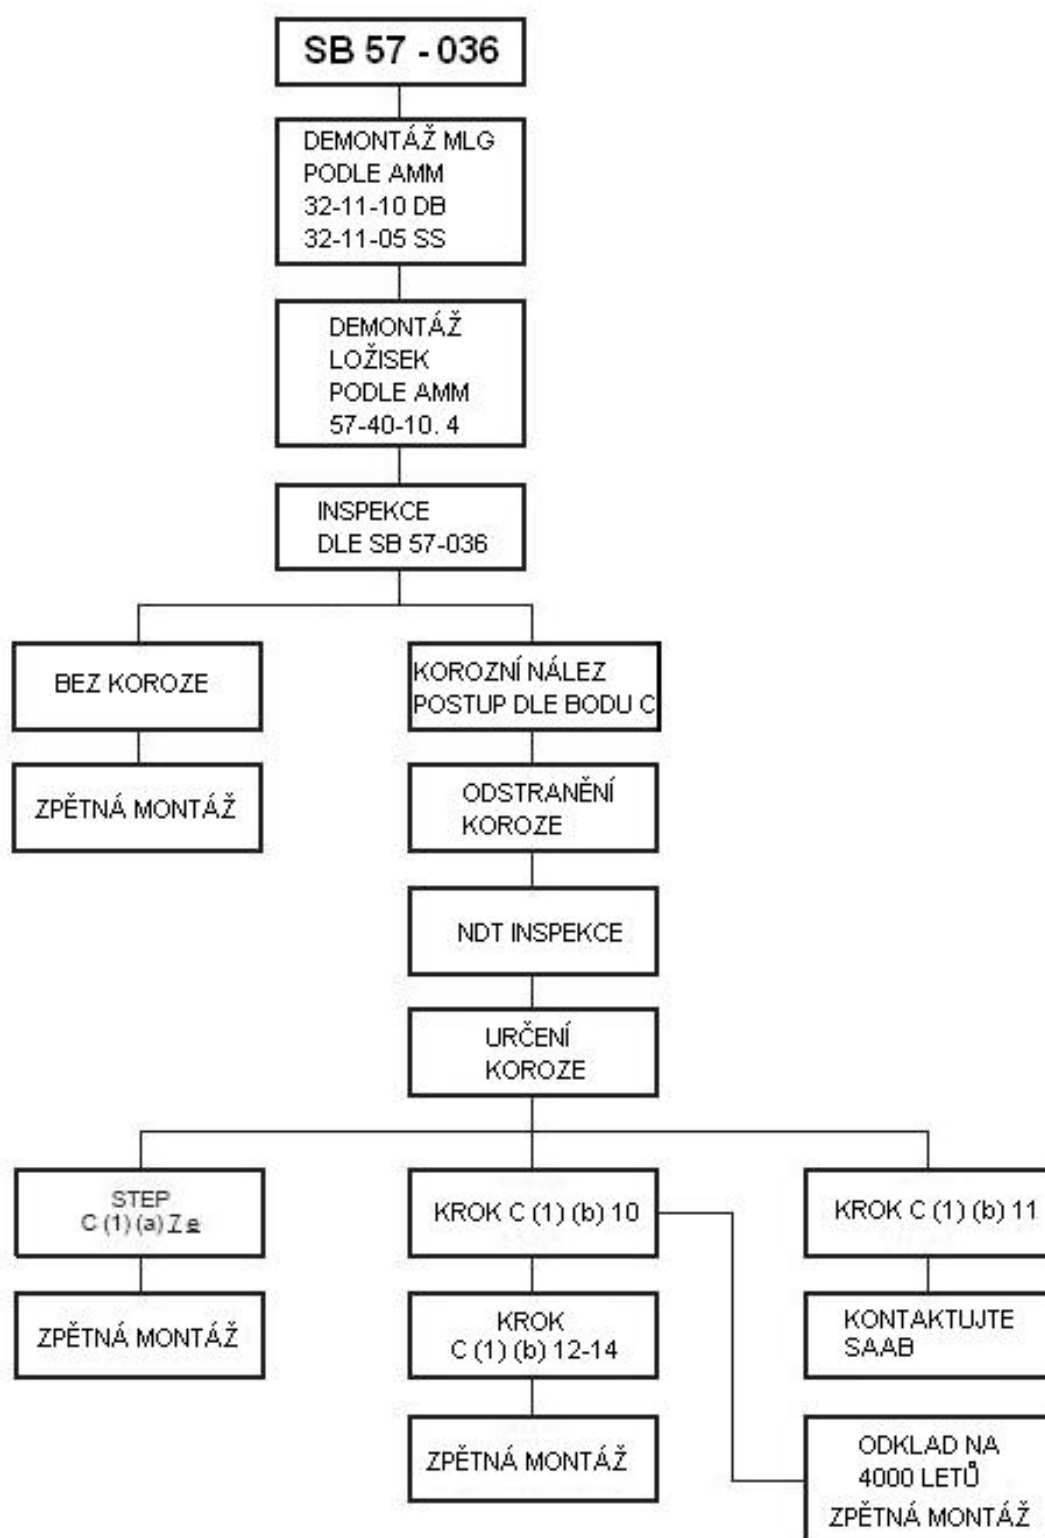 SB 57 - 036
DEMONTÁŽ MLG
PODLE AMM
32-11-10 DB
32-11-05 SS
DEMONTÁŽ
LOŽISEK
PODLE AMM
57-40-10. 4
INSPEKCE
DLE SB 57-036
BEZ KOROZE
KOROZNÍ NÁLEZ
POSTUP DLE BODU C
ZPĚTNÁ MONTÁŽ
ODSTRANĚNÍ
KOROZE
NDT INSPEKCE
URČENÍ
KOROZE
STEP
C (1) (a) 7 e
KROK C (1) (b) 10
KROK C (1) (b) 11
ZPĚTNÁ MONTÁŽ
KROK
C (1) (b) 12-14
KONTAKTUJTE
SAAB
ZPĚTNÁ MONTÁŽ
ODKLAD NA
4000 LETŮ
ZPĚTNÁ MONTÁŽ